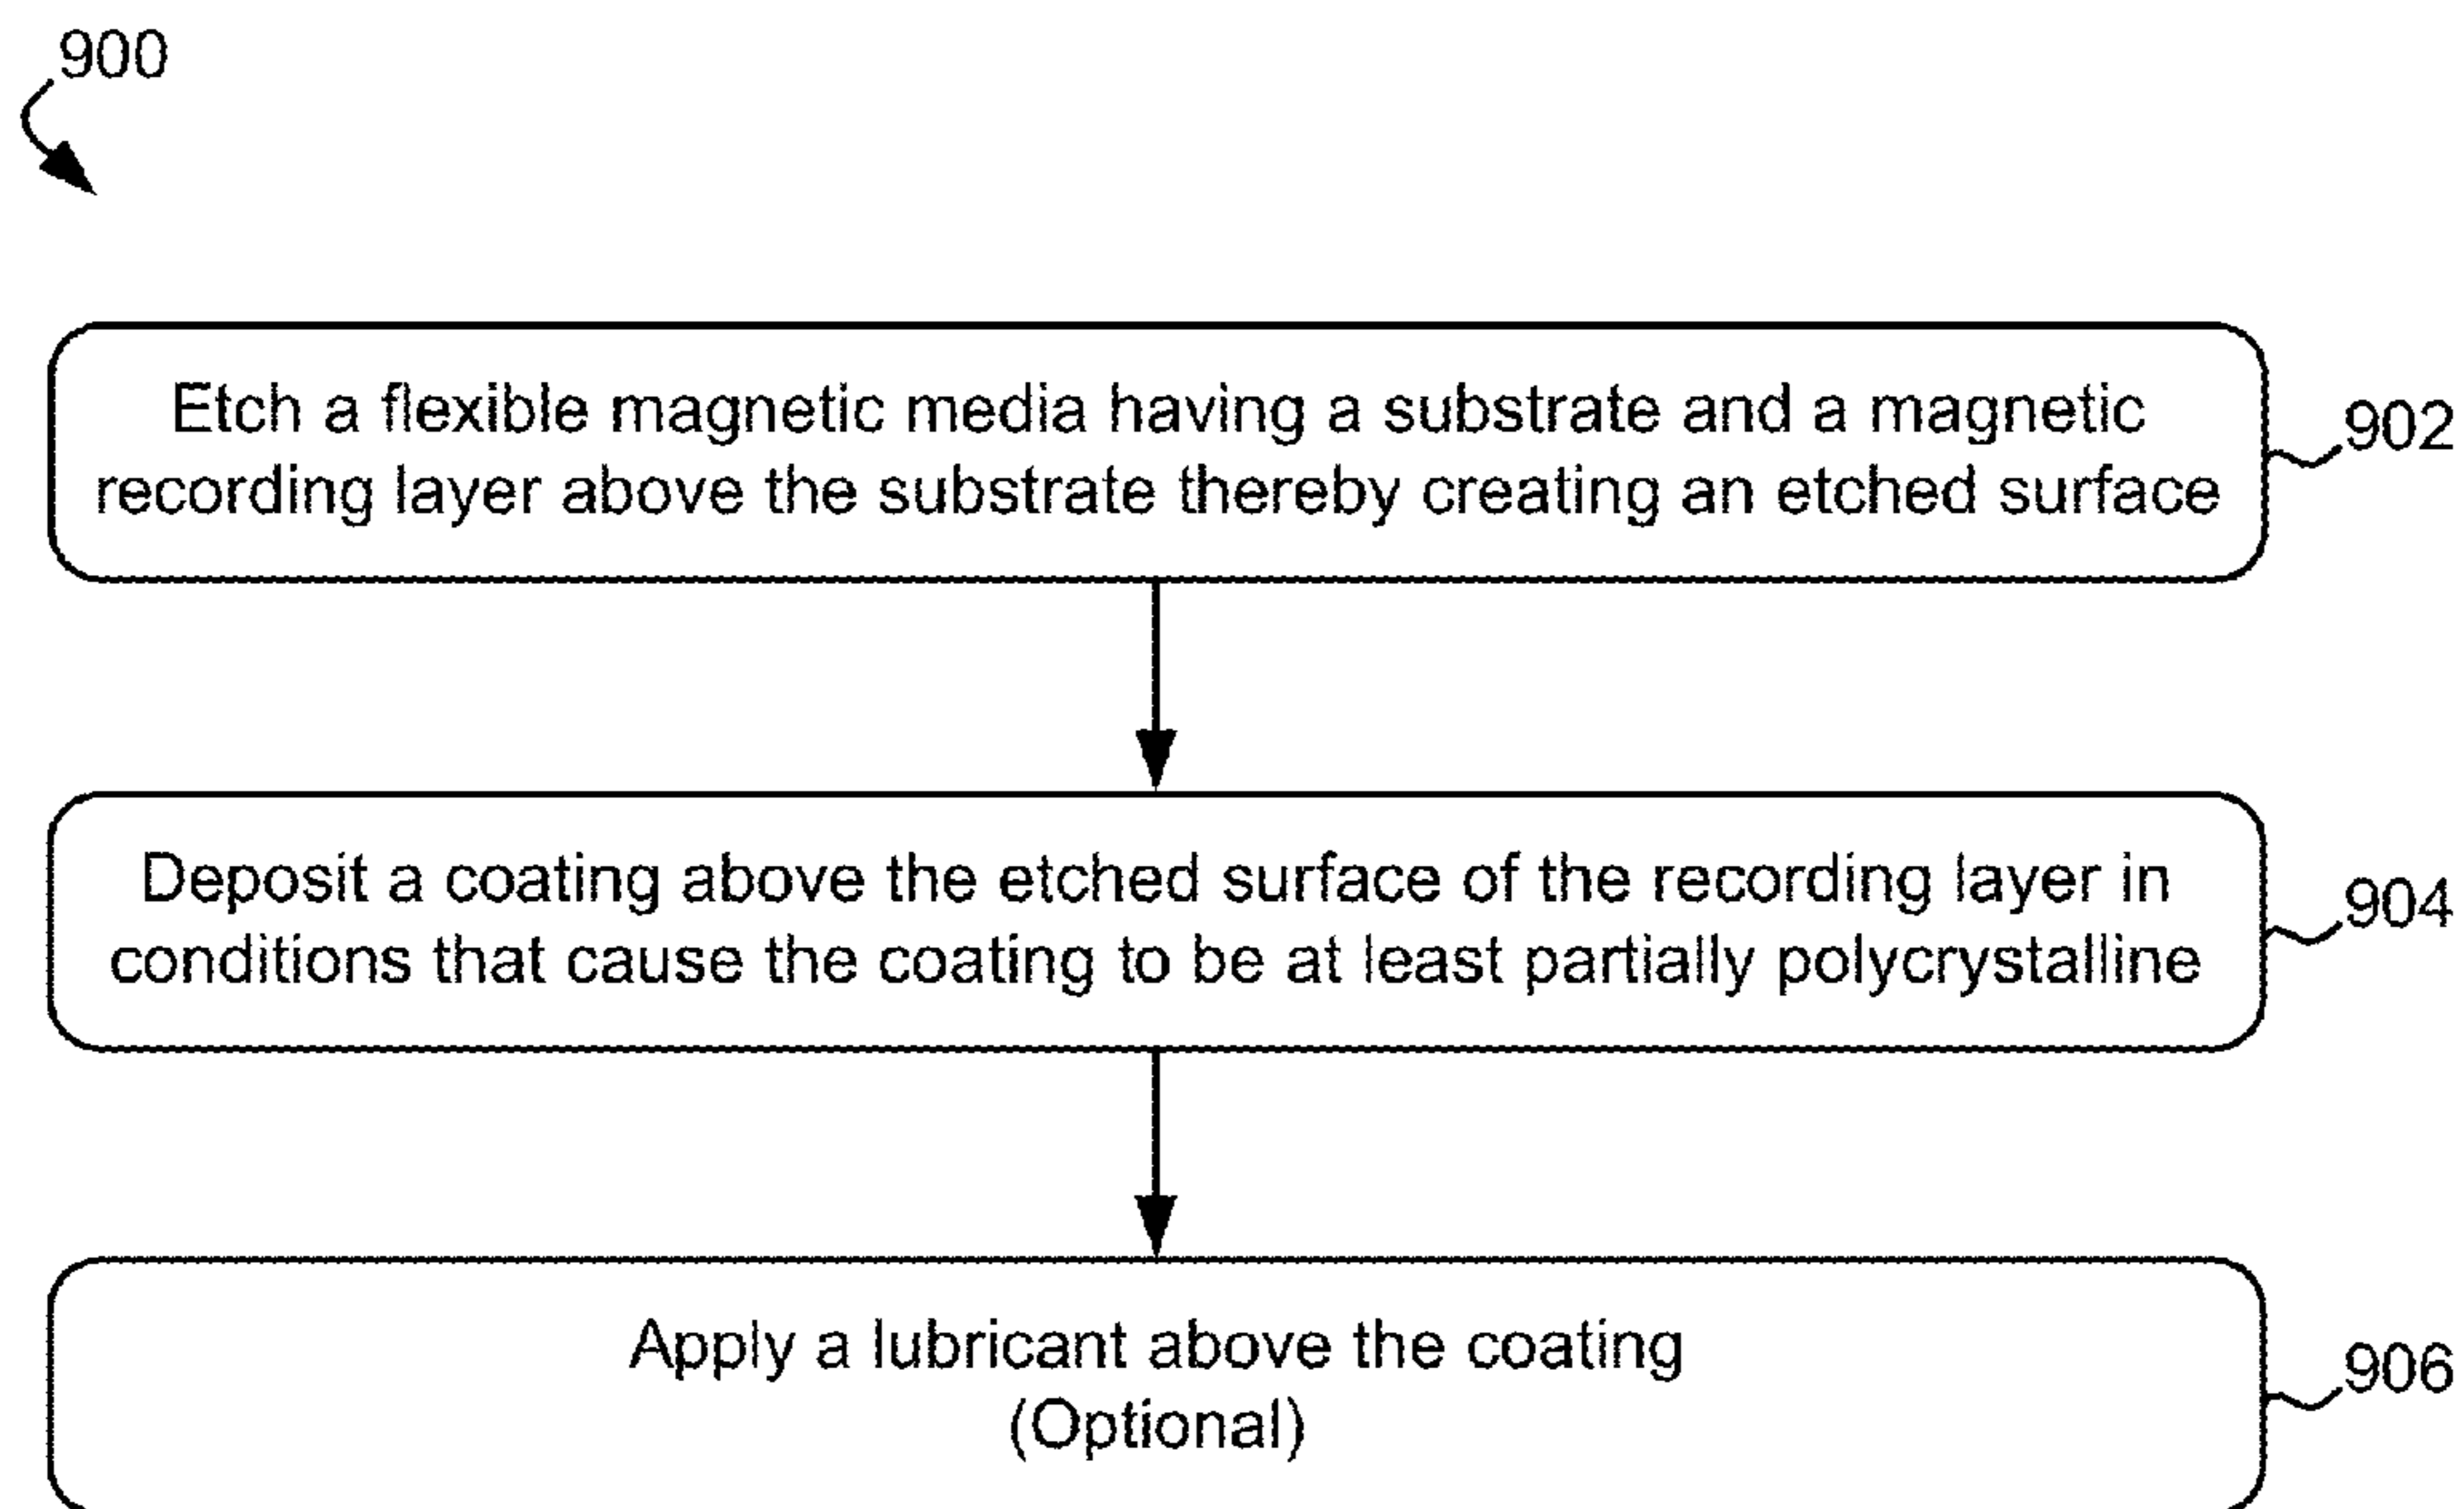 900
Etch a flexible magnetic media having a substrate and a magnetic
recording layer above the substrate thereby creating an etched surface
902
Deposit a coating above the etched surface of the recording layer in
conditions that cause the coating to be at least partially polycrystalline
904
Apply a lubricant above the coating
(Optional)
906